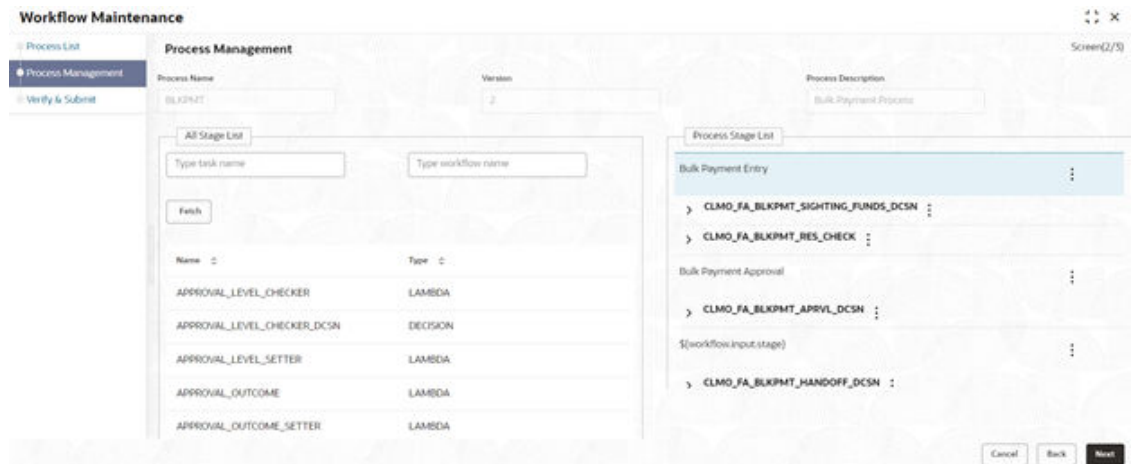 Workflow Maintenance
Process List
Process Management
Verify & Submit
Process Management
Screen(2/3)
Process Name
Version
Process Description
BLKPMT
2
Bulk Payment Process
All Stage List
Type task name
Type workflow name
Fetch
Name
Type
APPROVAL_LEVEL_CHECKER
LAMBDA
APPROVAL_LEVEL_CHECKER_DCSN
DECISION
APPROVAL_LEVEL_SETTER
LAMBDA
APPROVAL_OUTCOME
LAMBDA
APPROVAL_OUTCOME_SETTER
LAMBDA
Process Stage List
Bulk Payment Entry
CLMO_FA_BLKPMT_SIGHTING_FUNDS_DCSN
CLMO_FA_BLKPMT_RES_CHECK
Bulk Payment Approval
CLMO_FA_BLKPMT_APRVL_DCSN
${workflow.input.stage}
CLMO_FA_BLKPMT_HANDOFF_DCSN
Cancel
Back
Next